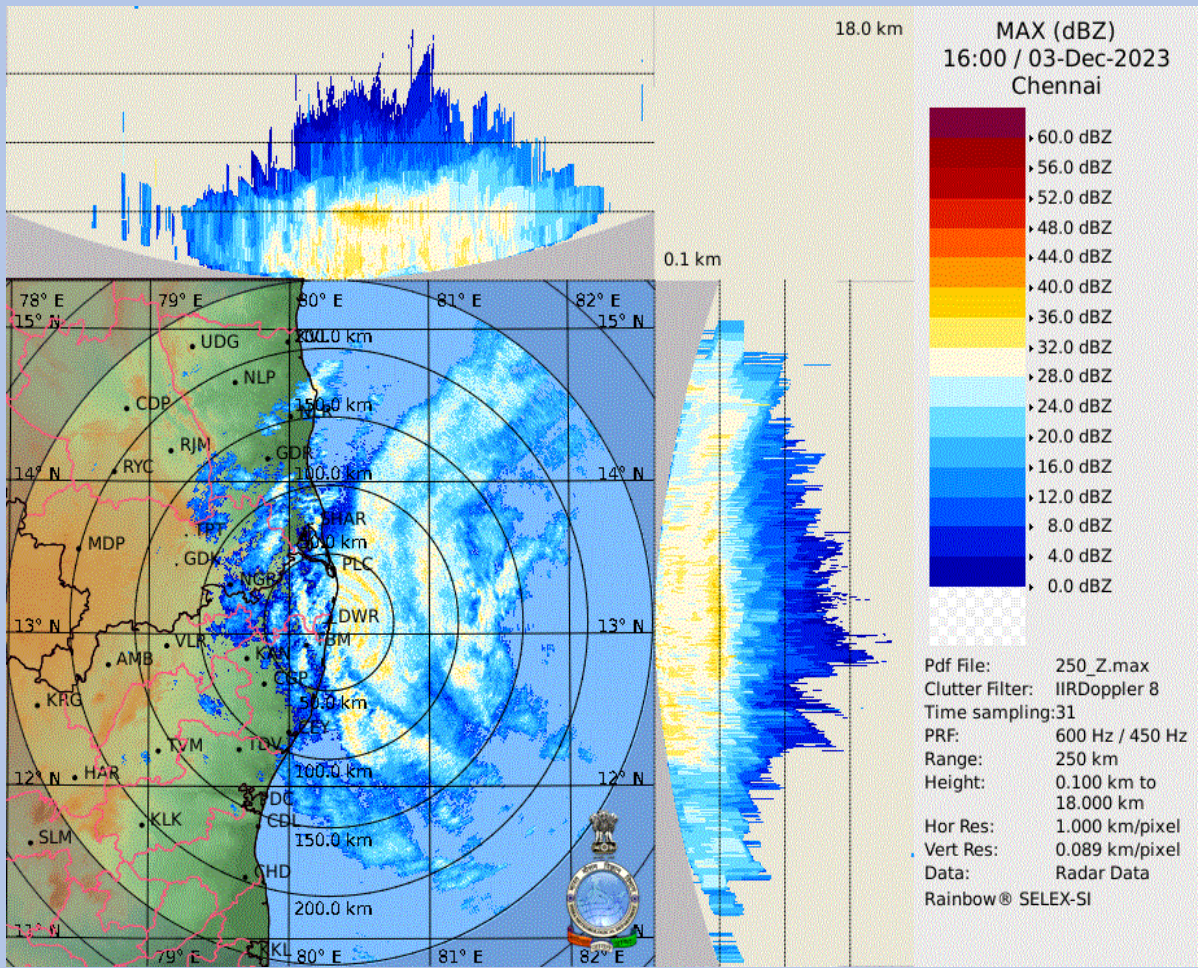 18.0 km
0.1 km
MAX (dBZ)
16:00 / 03-Dec-2023
Chennai
60.0 dBZ
56.0 dBZ
52.0 dBZ
48.0 dBZ
44.0 dBZ
40.0 dBZ
36.0 dBZ
32.0 dBZ
28.0 dBZ
24.0 dBZ
20.0 dBZ
16.0 dBZ
12.0 dBZ
8.0 dBZ
4.0 dBZ
0.0 dBZ
Pdf File: 250_Z.max
Clutter Filter: IIRDoppler 8
Time sampling:31
PRF: 600 Hz / 450 Hz
Range: 250 km
Height: 0.100 km to
18.000 km
Hor Res: 1.000 km/pixel
Vert Res: 0.089 km/pixel
Data: Radar Data
Rainbow® SELEX-SI
78° E 79° E 80° E 81° E 82° E
15° N 15° N
UDG
NLP
CDP 150.0 km
RJM
GDR
RYC 100.0 km
14° N 14° N
SHAR
TPT
MDP
GDK PLC
NGR
DWR
13° N
VLR
KAN
AMB
50.0 km
KRG
TVM TDV
HAR 100.0 km
12° N 12° N
PDC
KLK CDL
SLM 150.0 km
CHD
200.0 km
11° N
KKL
79° E 80° E 81° E 82° E